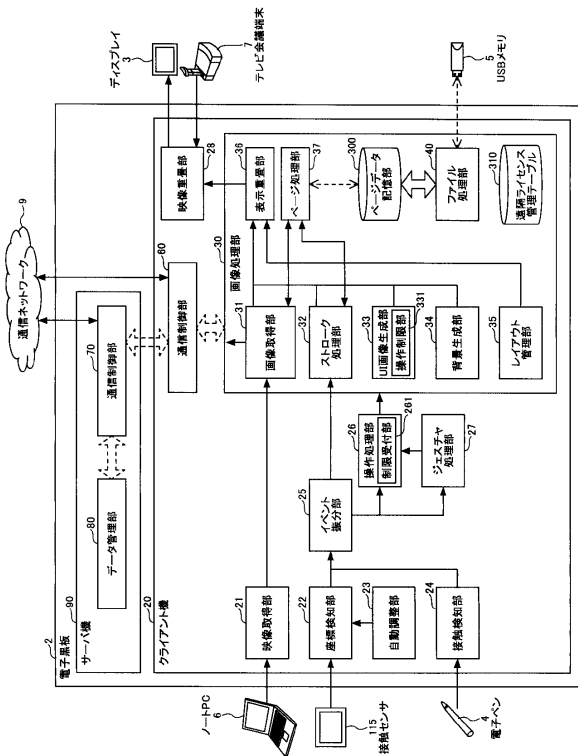 通信ネットワーク
9
2
電子黒板
90
サーバ機
80
データ管理部
70
通信制御部
20
クライアント機
60
通信制御部
ディスプレイ
3
7
テレビ会議端末
28
映像重畳部
30
画像処理部
36
表示重畳部
37
ページ処理部
300
ページデータ
記憶部
40
ファイル
処理部
310
遠隔ライセンス
管理テーブル
5
USBメモリ
31
画像取得部
32
ストローク
処理部
33
UI画像生成部
331
操作制限部
34
背景生成部
35
レイアウト
管理部
25
イベント
振分部
26
操作処理部
261
制限受付部
27
ジェスチャ
処理部
21
映像取得部
22
座標検知部
23
自動調整部
24
接触検知部
ノートPC
6
115
接触センサ
4
電子ペン